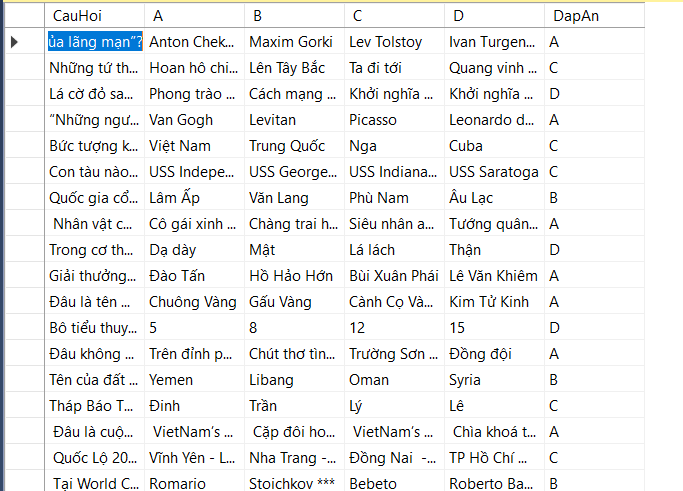 CauHoi A B C D DapAn
ủa lãng mạn”? Anton Chek... Maxim Gorki Lev Tolstoy Ivan Turgen... A
Những tứ th... Hoan hô chi... Lên Tây Bắc Ta đi tới Quang vinh ... C
Lá cờ đỏ sa... Phong trào ... Cách mạng ... Khởi nghĩa ... Khởi nghĩa ... D
“Những ngư... Van Gogh Levitan Picasso Leonardo d... A
Bức tượng k... Việt Nam Trung Quốc Nga Cuba C
Con tàu nào... USS Indepe... USS George... USS Indiana... USS Saratoga C
Quốc gia cổ... Lâm Ấp Văn Lang Phù Nam Âu Lạc B
Nhân vật c... Cô gái xinh ... Chàng trai h... Siêu nhân a... Tướng quân... A
Trong cơ th... Dạ dày Mật Lá lách Thận D
Giải thưởng... Đào Tấn Hồ Hảo Hớn Bùi Xuân Phái Lê Văn Khiêm A
Đâu là tên ... Chuông Vàng Gấu Vàng Cành Cọ Và... Kim Tử Kinh A
Bô tiểu thuy... 5 8 12 15 D
Đâu không ... Trên đỉnh p... Chút thơ tìn... Trường Sơn ... Đồng đội A
Tên của đất ... Yemen Libang Oman Syria B
Tháp Báo T... Đinh Trần Lý Lê C
Đâu là cuộ... VietNam’s ... Cặp đôi ho... VietNam’s ... Chìa khoá t... A
Quốc Lộ 20... Vĩnh Yên - L... Nha Trang -... Đồng Nai -... TP Hồ Chí ... C
Tại World C... Romario Stoichkov *** Bebeto Roberto Ba... B